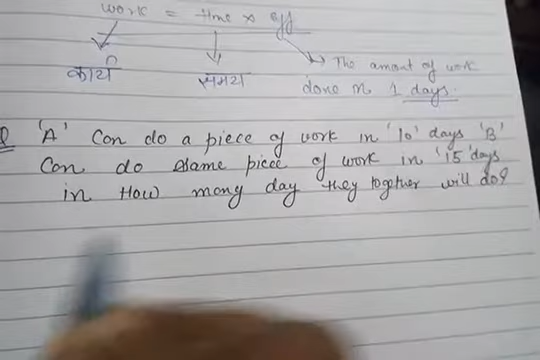 work = time × eff
कार्य समय → The amount of work
done in 1 days.
Q 'A' Can do a piece of work in '10' days 'B'
Can do same piece of work in '15' days
in How many day they together will do?